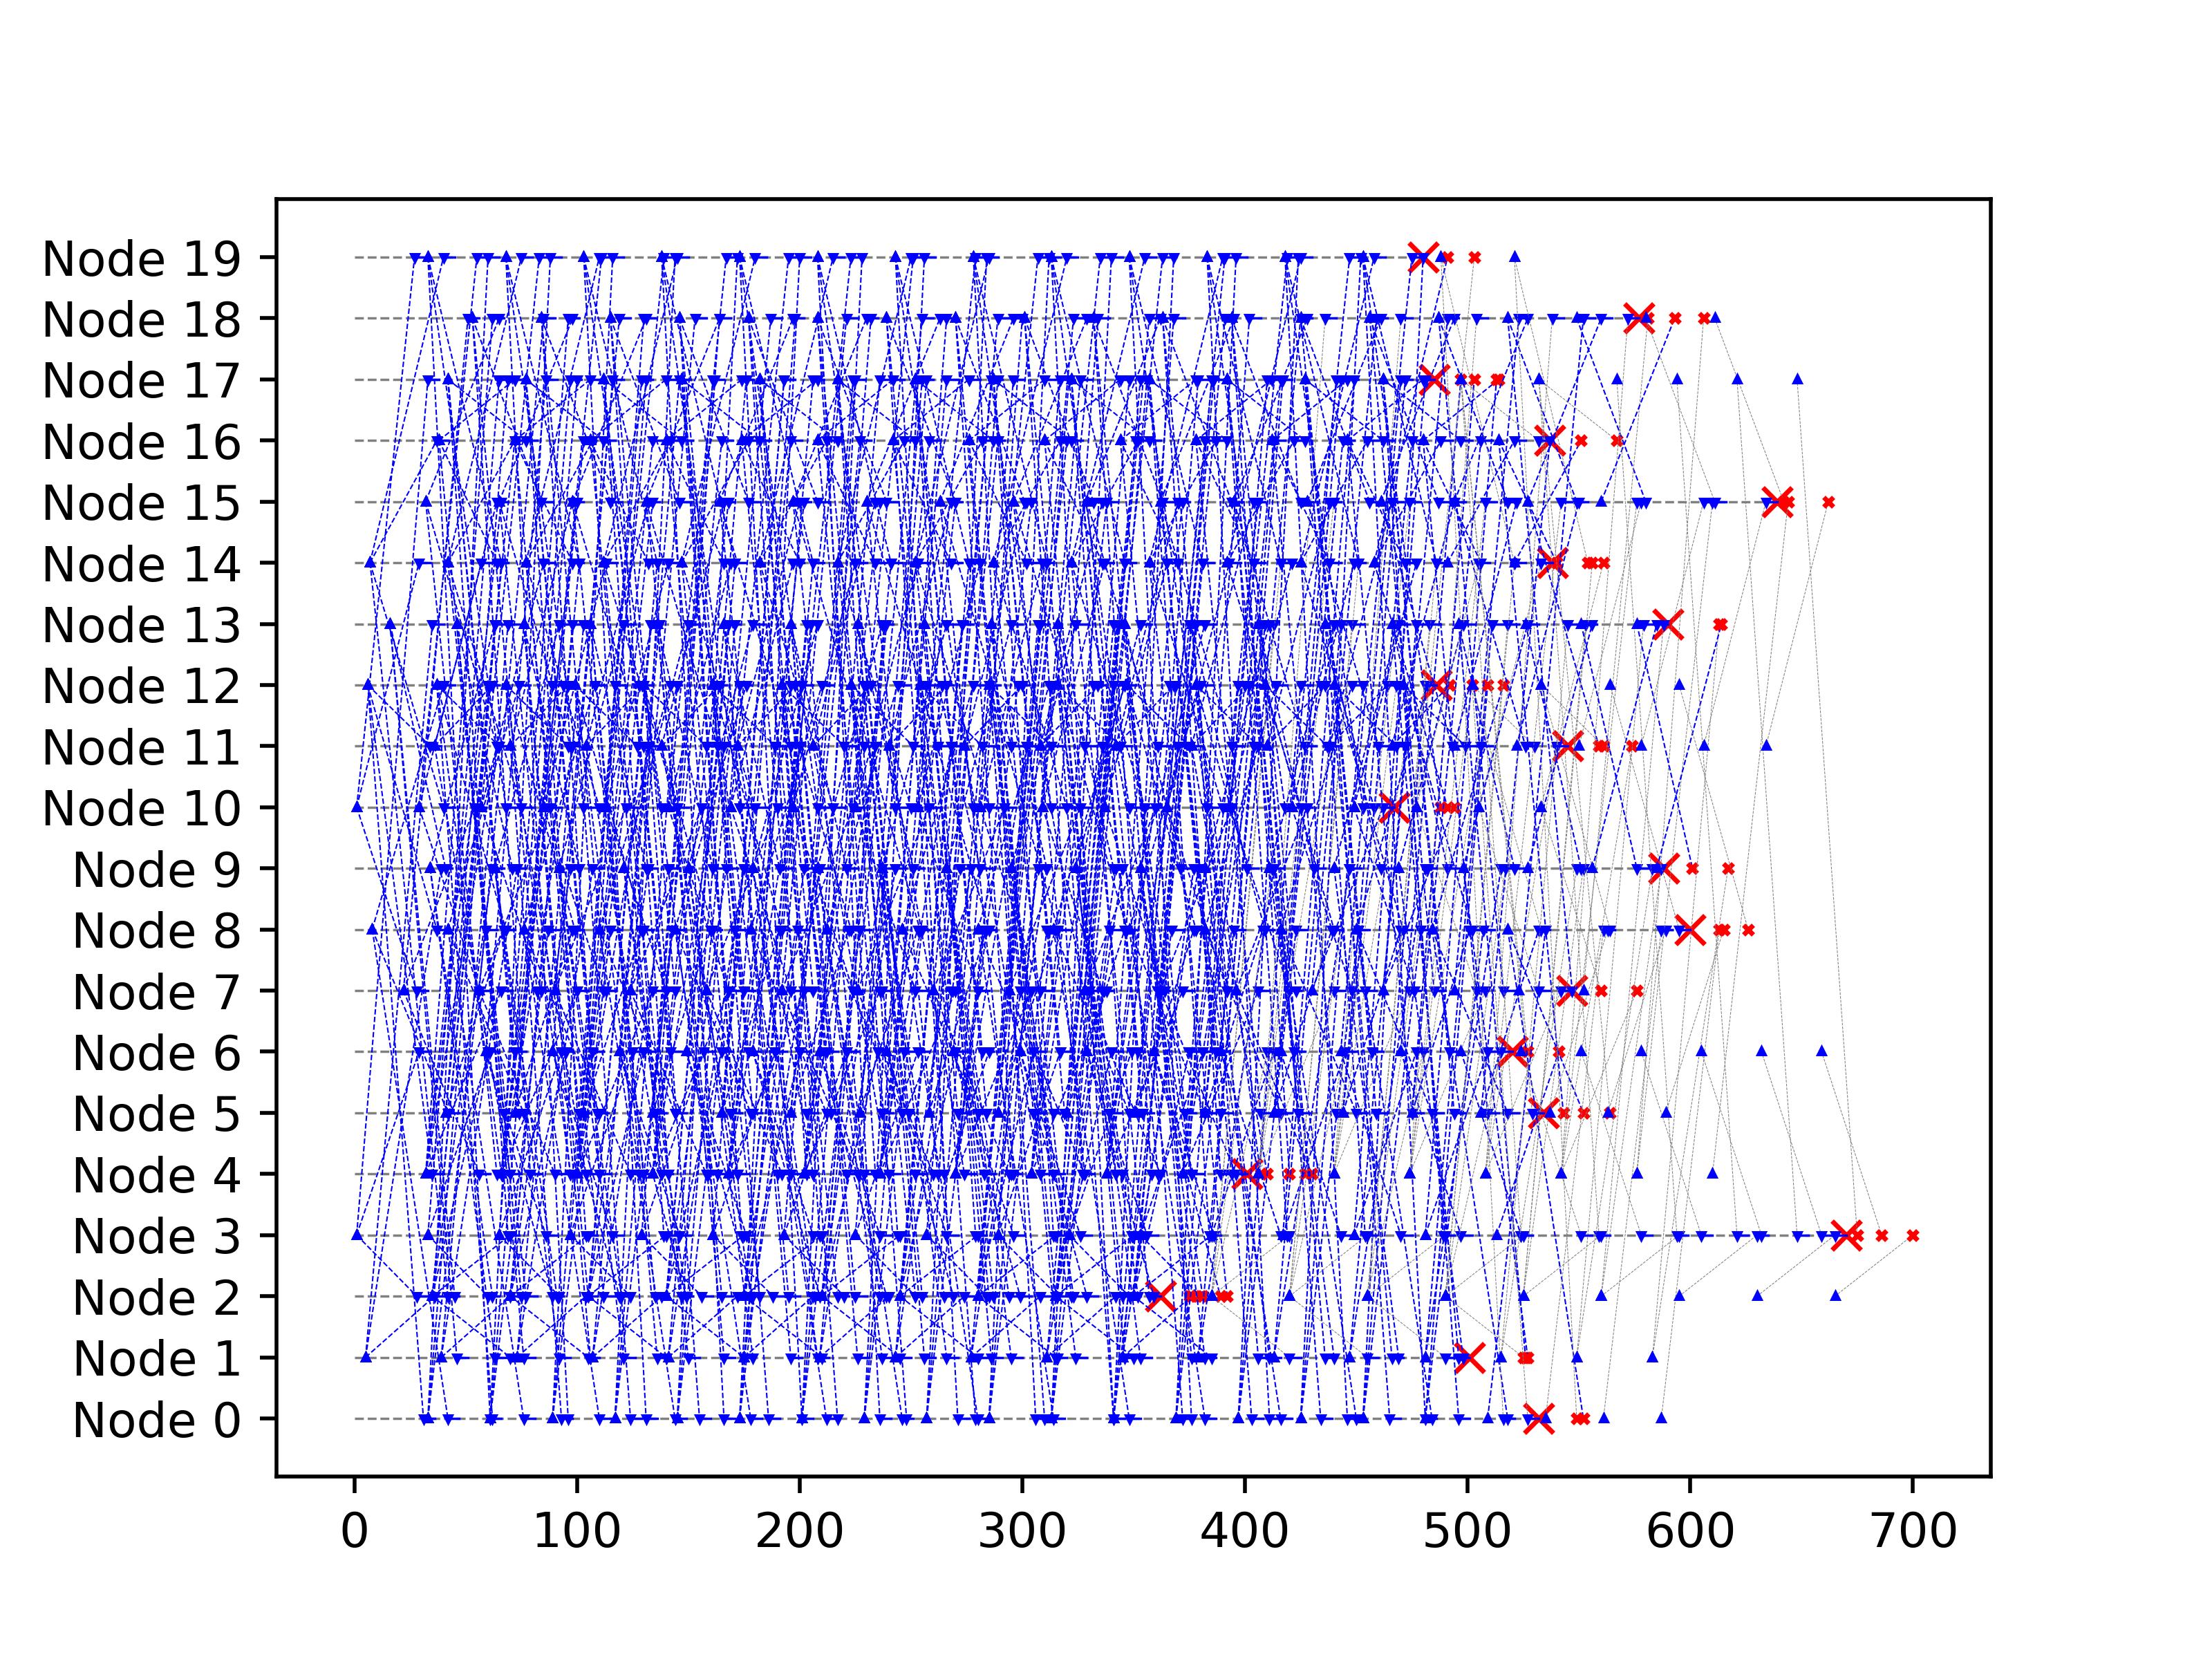 Node 19
Node 18
Node 17
Node 16
Node 15
Node 14
Node 13
Node 12
Node 11
Node 10
Node 9
Node 8
Node 7
Node 6
Node 5
Node 4
Node 3
Node 2
Node 1
Node 0
0 100 200 300 400 500 600 700